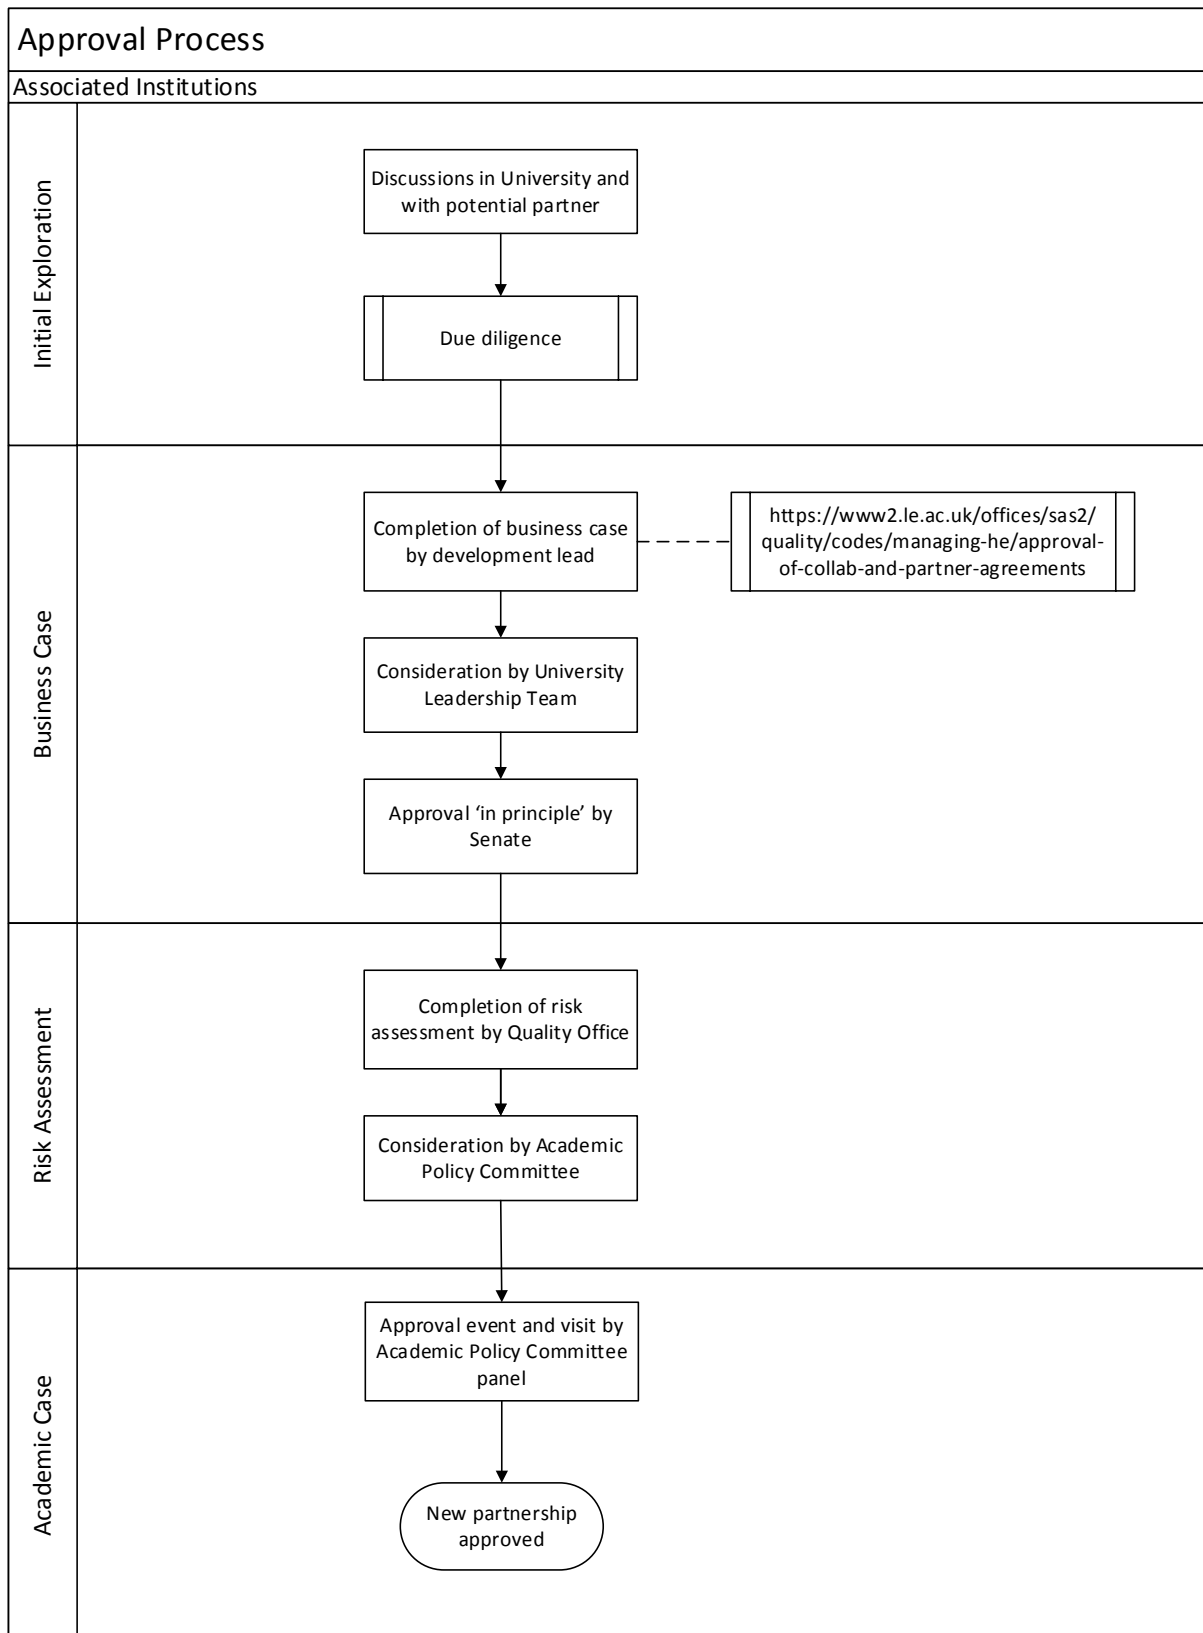 Approval Process
Associated Institutions
Initial Exploration
Discussions in University and
with potential partner
Due diligence
Business Case
Completion of business case
by development lead
https://www2.le.ac.uk/offices/sas2/
quality/codes/managing-he/approval-
of-collab-and-partner-agreements
Consideration by University
Leadership Team
Approval ‘in principle’ by
Senate
Risk Assessment
Completion of risk
assessment by Quality Office
Consideration by Academic
Policy Committee
Academic Case
Approval event and visit by
Academic Policy Committee
panel
New partnership
approved